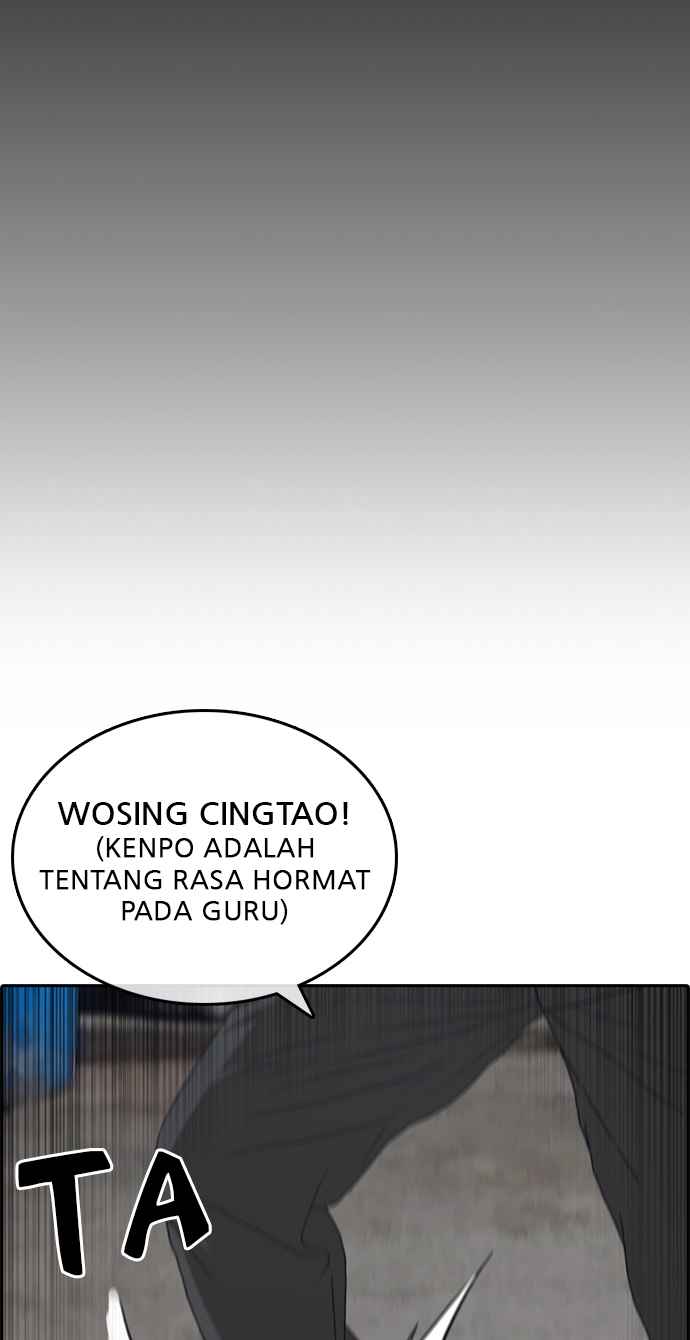 WOSING CINGTAO!
(KENPO ADALAH
TENTANG RASA HORMAT
PADA GURU)
TA